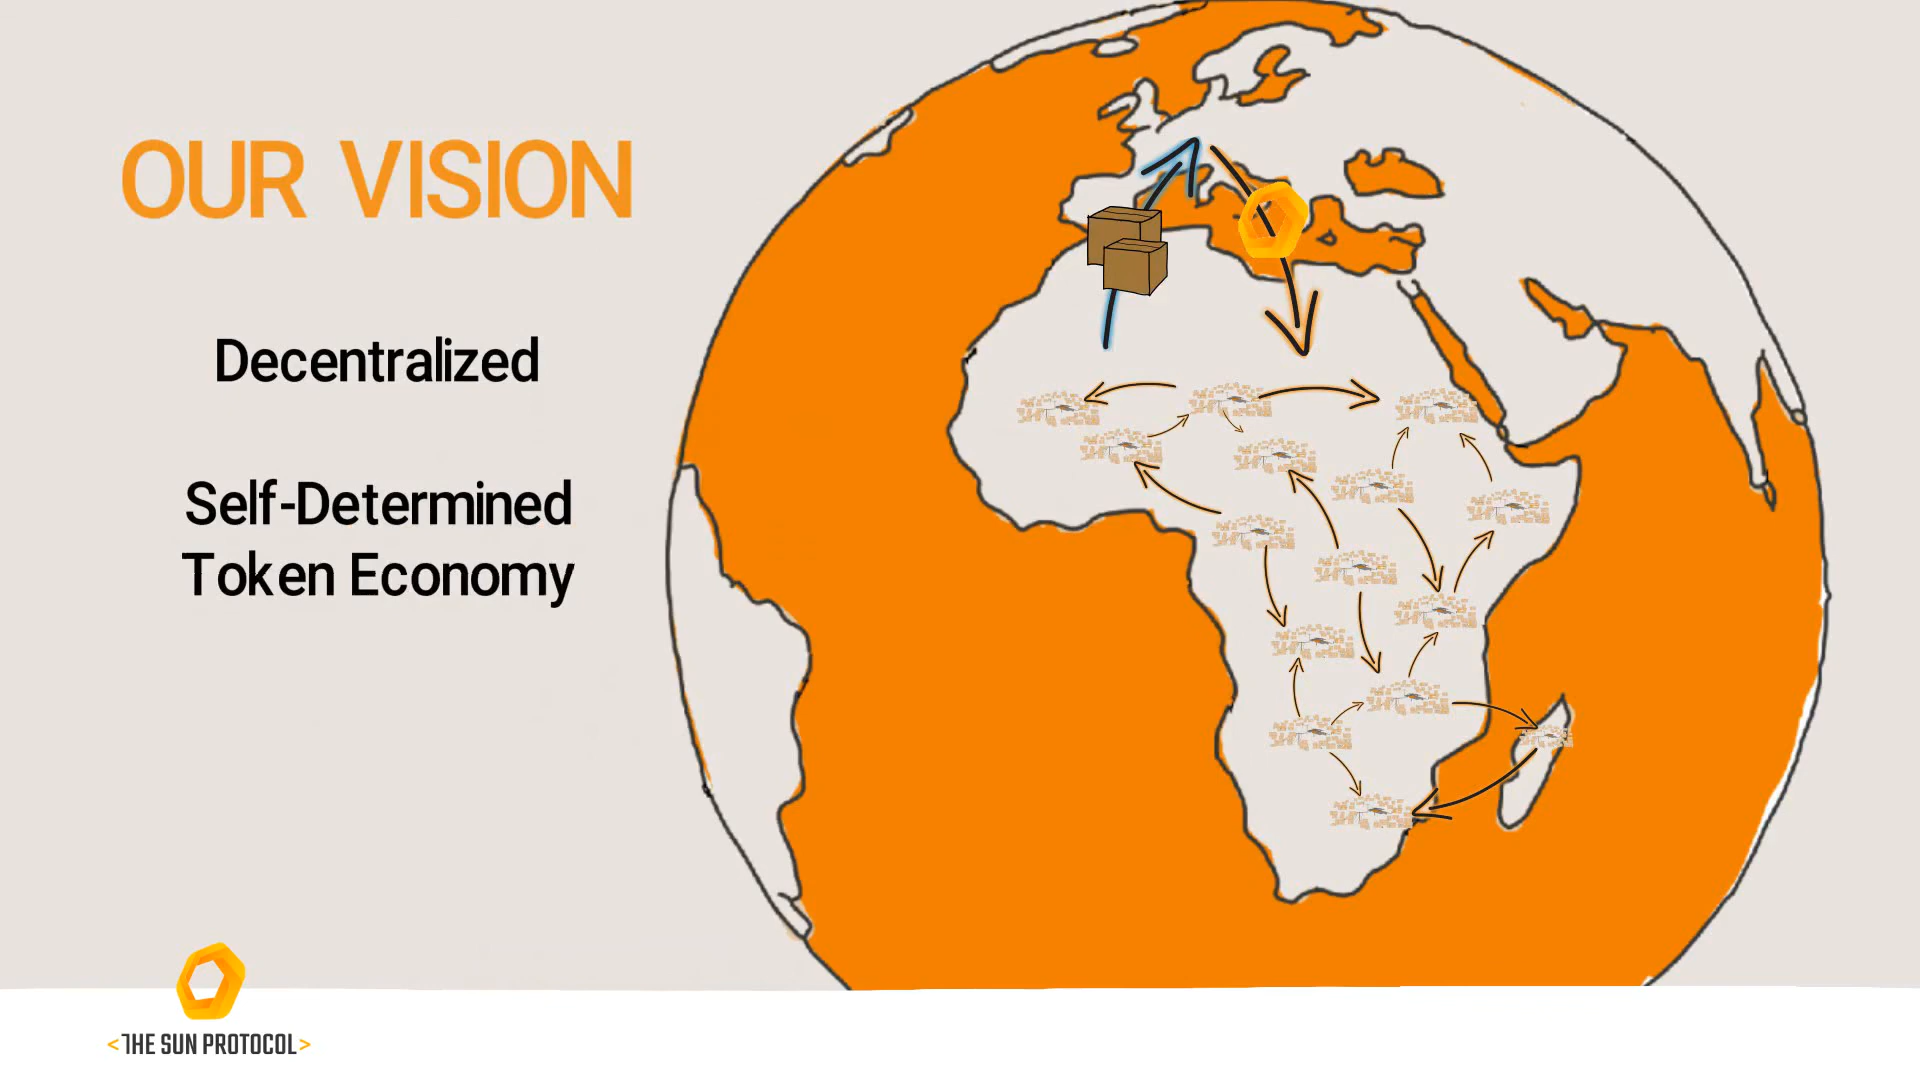 OUR VISION
Decentralized
Self-Determined
Token Economy
<THE SUN PROTOCOL>